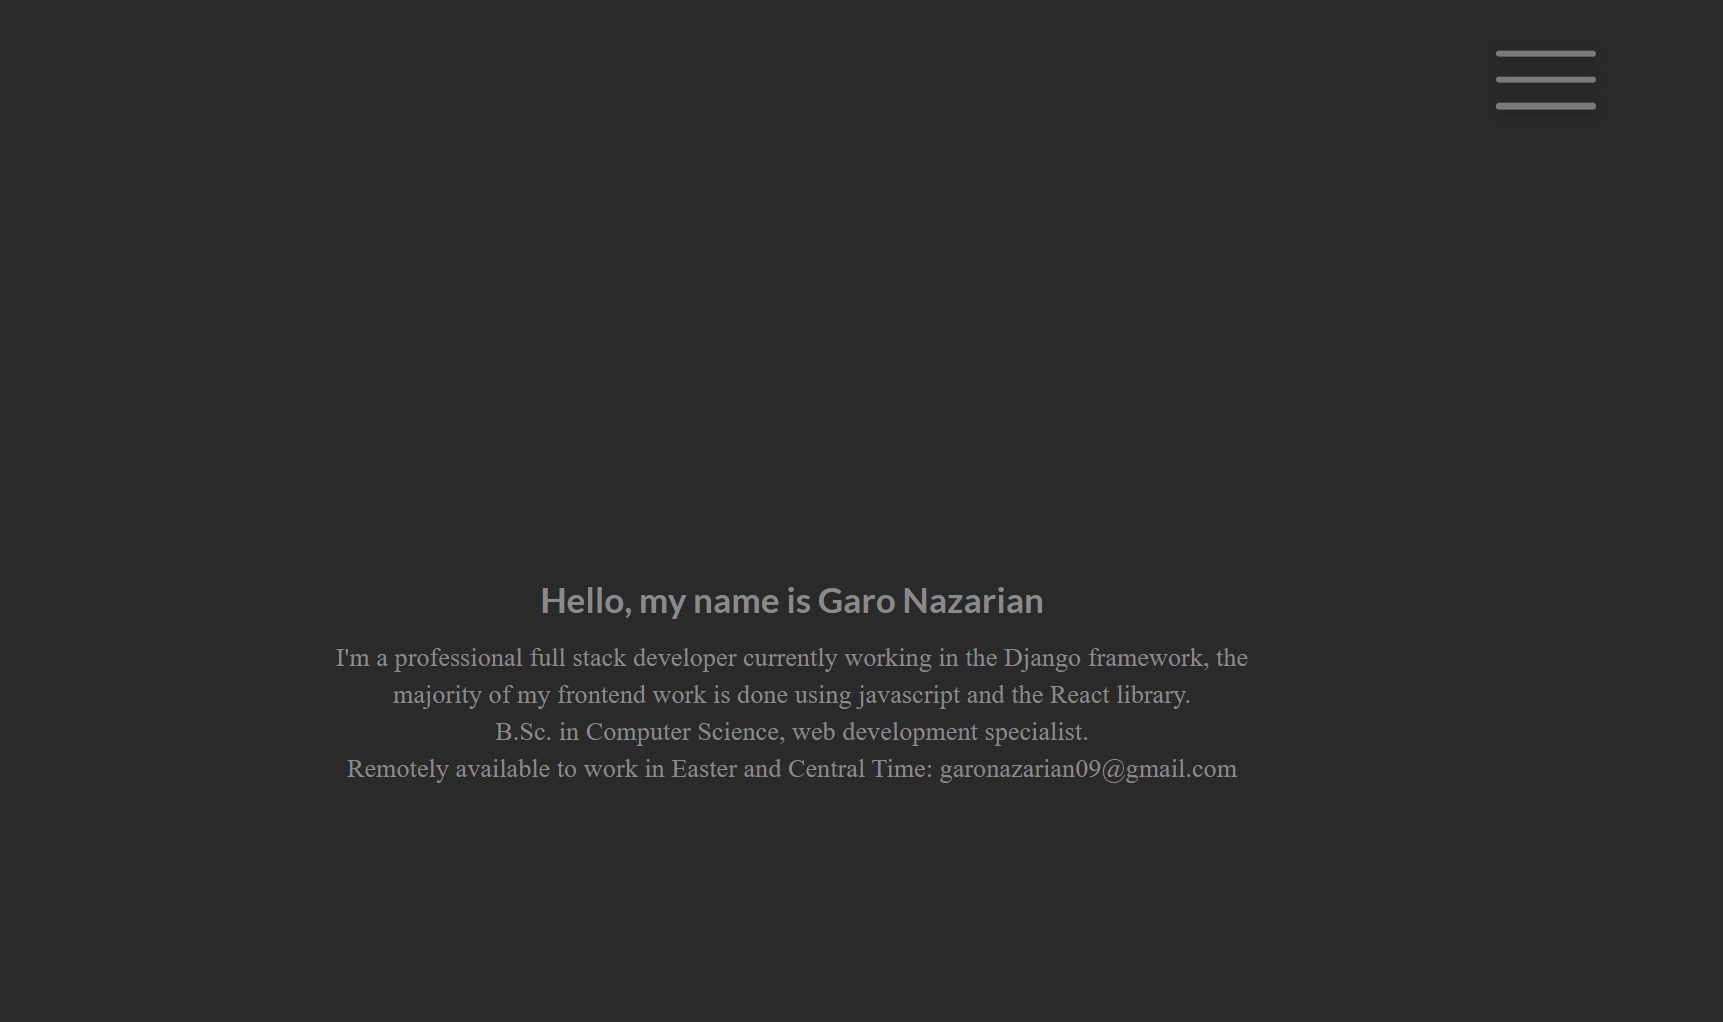 Hello, my name is Garo Nazarian
I'm a professional full stack developer currently working in the Django framework, the
majority of my frontend work is done using javascript and the React library.
B.Sc. in Computer Science, web development specialist.
Remotely available to work in Easter and Central Time: garonazarian09@gmail.com